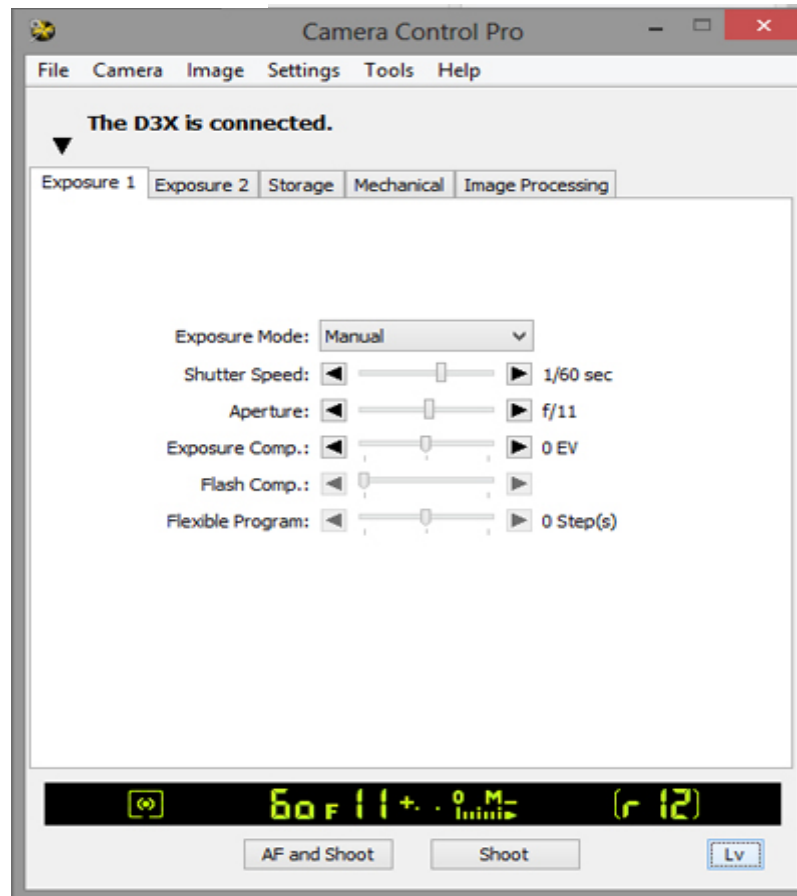 Camera Control Pro
File Camera Image Settings Tools Help
The D3X is connected.
Exposure 1 Exposure 2 Storage Mechanical Image Processing
Exposure Mode: Manual
Shutter Speed: 1/60 sec
Aperture: f/11
Exposure Comp.: 0 EV
Flash Comp.:
Flexible Program: 0 Step(s)
60 F 11 + 0 M - (r 12)
AF and Shoot Shoot Lv